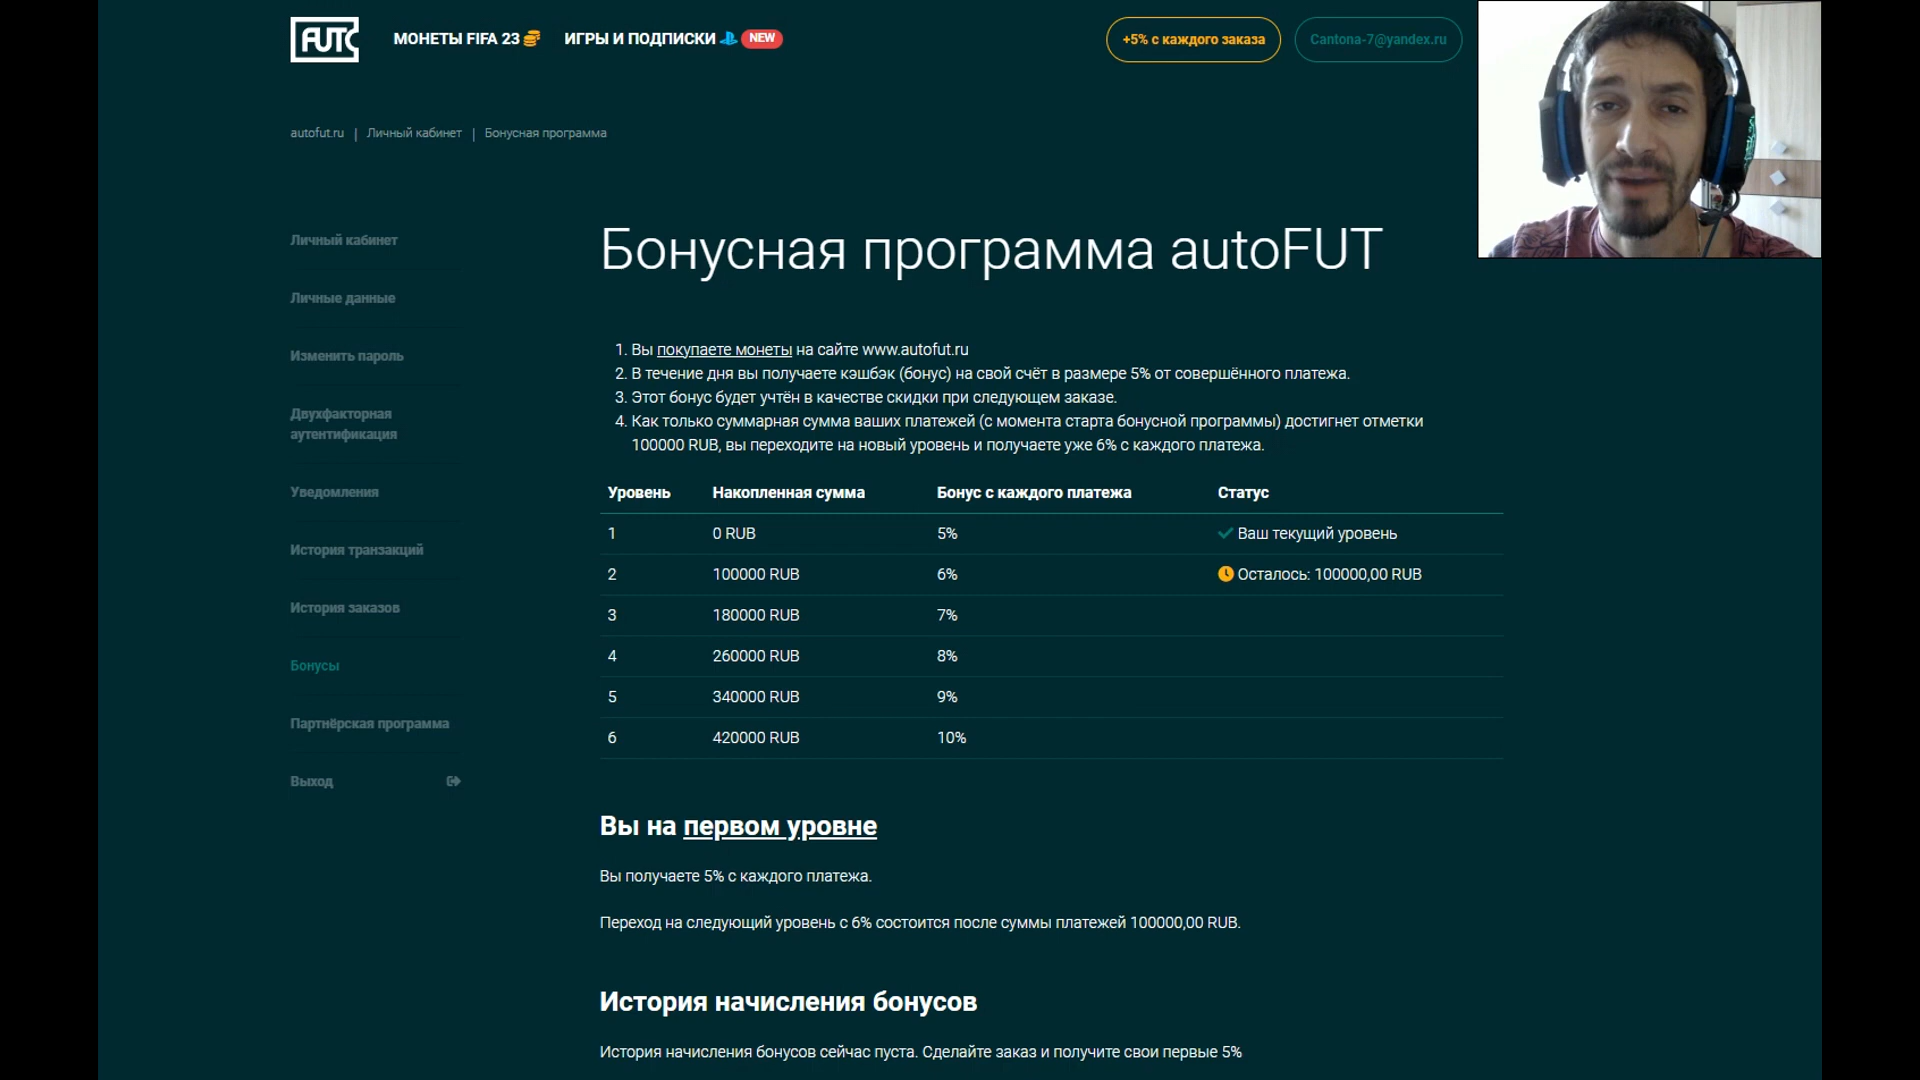 FUTC
МОНЕТЫ FIFA 23
ИГРЫ И ПОДПИСКИ NEW
+5% с каждого заказа
Cantona-7@yandex.ru
autofut.ru | Личный кабинет | Бонусная программа
Личный кабинет
Личные данные
Изменить пароль
Двухфакторная
аутентификация
Уведомления
История транзакций
История заказов
Бонусы
Партнёрская программа
Выход
Бонусная программа autoFUT
1. Вы покупаете монеты на сайте www.autofut.ru
2. В течение дня вы получаете кэшбэк (бонус) на свой счёт в размере 5% от совершённого платежа.
3. Этот бонус будет учтён в качестве скидки при следующем заказе.
4. Как только суммарная сумма ваших платежей (с момента старта бонусной программы) достигнет отметки
100000 RUB, вы переходите на новый уровень и получаете уже 6% с каждого платежа.
Уровень Накопленная сумма Бонус с каждого платежа Статус
1 0 RUB 5% Ваш текущий уровень
2 100000 RUB 6% Осталось: 100000,00 RUB
3 180000 RUB 7%
4 260000 RUB 8%
5 340000 RUB 9%
6 420000 RUB 10%
Вы на первом уровне
Вы получаете 5% с каждого платежа.
Переход на следующий уровень с 6% состоится после суммы платежей 100000,00 RUB.
История начисления бонусов
История начисления бонусов сейчас пуста. Сделайте заказ и получите свои первые 5%